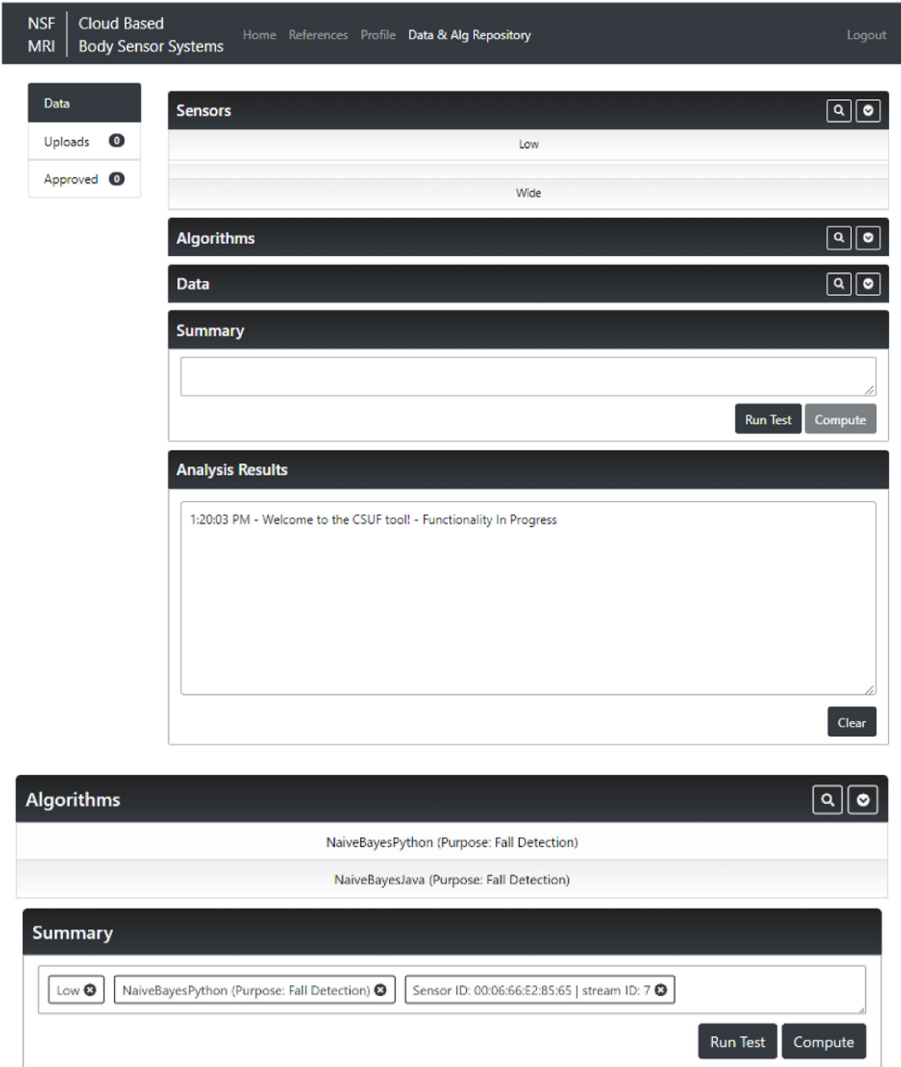 NSF
MRI
Cloud Based
Body Sensor Systems
Home References Profile Data & Alg Repository
Logout
Data
Uploads 0
Approved 0
Sensors
Low
Wide
Algorithms
Data
Summary
Run Test Compute
Analysis Results
1:20:03 PM - Welcome to the CSUF tool! - Functionality In Progress
Clear
Algorithms
NaiveBayesPython (Purpose: Fall Detection)
NaiveBayesJava (Purpose: Fall Detection)
Summary
Low NaiveBayesPython (Purpose: Fall Detection) Sensor ID: 00:06:66:E2:85:65 | stream ID: 7
Run Test Compute